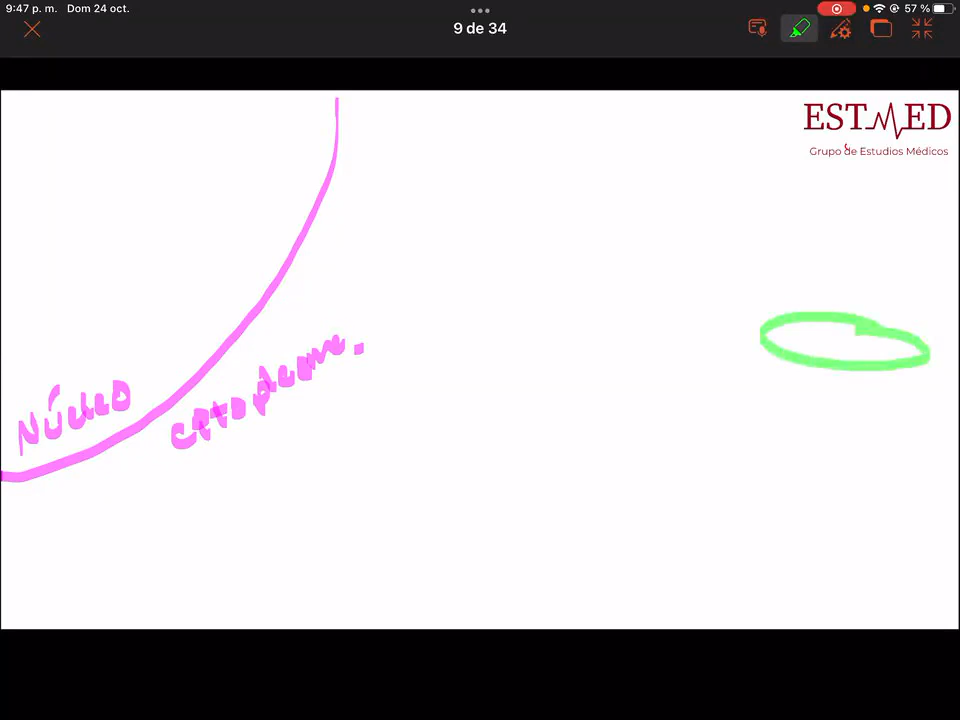 9:47 p. m. Dom 24 oct.
57 %
9 de 34
ESTMED
Grupo de Estudios Médicos
Núcleo
citoplasma.